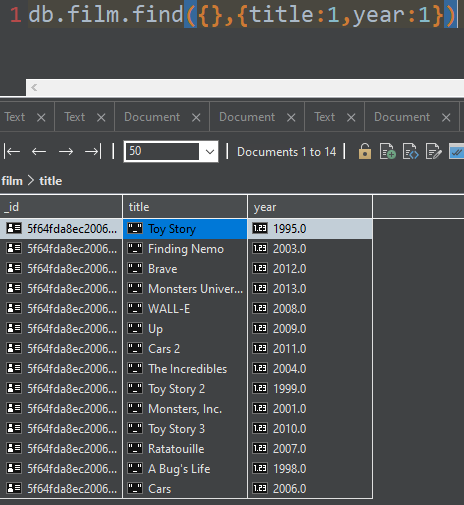 1 db.film.find({},{title:1,year:1})
Text Text Document Document Text Document
50 Documents 1 to 14
film > title
_id title year
5f64fda8ec2006... Toy Story 1995.0
5f64fda8ec2006... Finding Nemo 2003.0
5f64fda8ec2006... Brave 2012.0
5f64fda8ec2006... Monsters Univer... 2013.0
5f64fda8ec2006... WALL-E 2008.0
5f64fda8ec2006... Up 2009.0
5f64fda8ec2006... Cars 2 2011.0
5f64fda8ec2006... The Incredibles 2004.0
5f64fda8ec2006... Toy Story 2 1999.0
5f64fda8ec2006... Monsters, Inc. 2001.0
5f64fda8ec2006... Toy Story 3 2010.0
5f64fda8ec2006... Ratatouille 2007.0
5f64fda8ec2006... A Bug's Life 1998.0
5f64fda8ec2006... Cars 2006.0